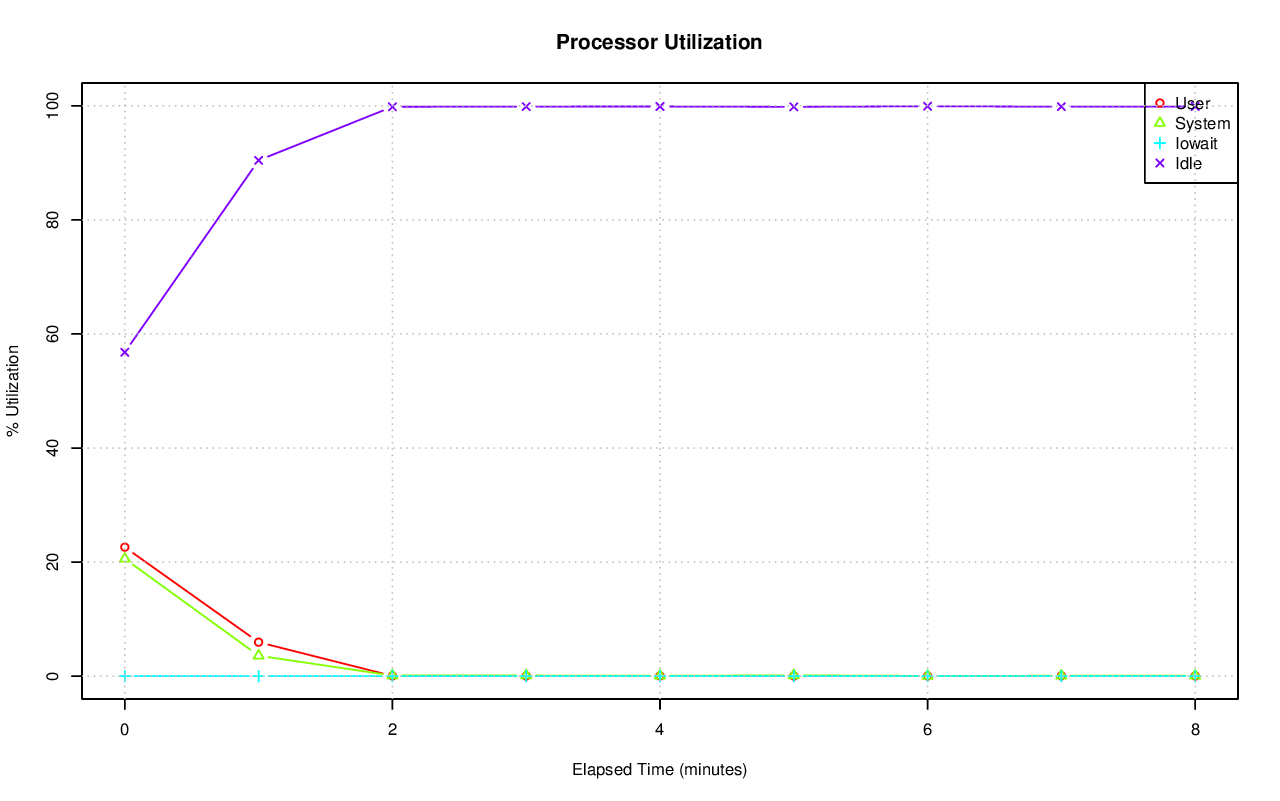 Processor Utilization
100
80
60
40
20
0
% Utilization
User
System
Iowait
Idle
0 2 4 6 8
Elapsed Time (minutes)